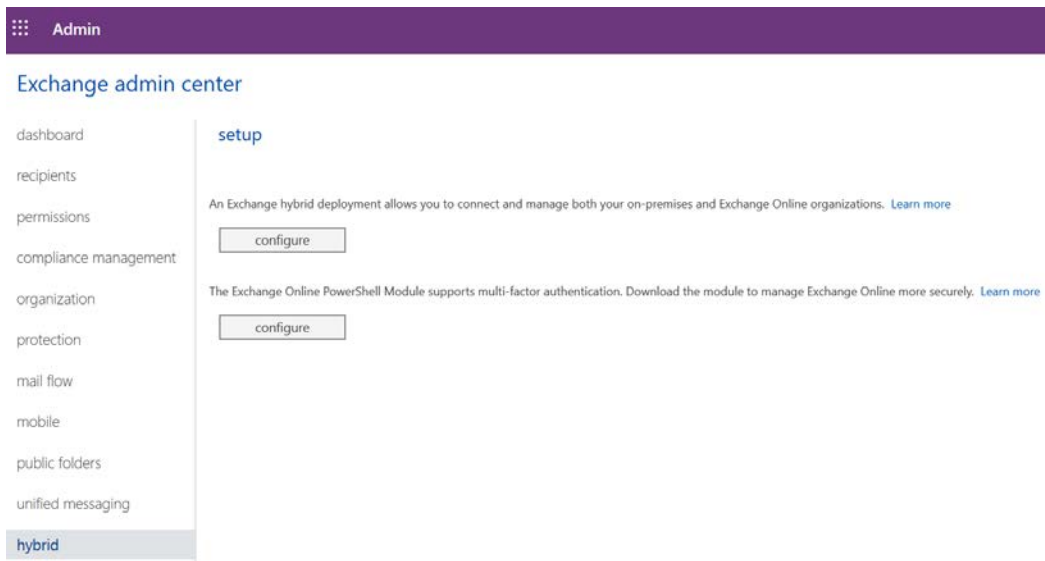 Admin
Exchange admin center
dashboard
recipients
permissions
compliance management
organization
protection
mail flow
mobile
public folders
unified messaging
hybrid
setup
An Exchange hybrid deployment allows you to connect and manage both your on-premises and Exchange Online organizations. Learn more
configure
The Exchange Online PowerShell Module supports multi-factor authentication. Download the module to manage Exchange Online more securely. Learn more
configure